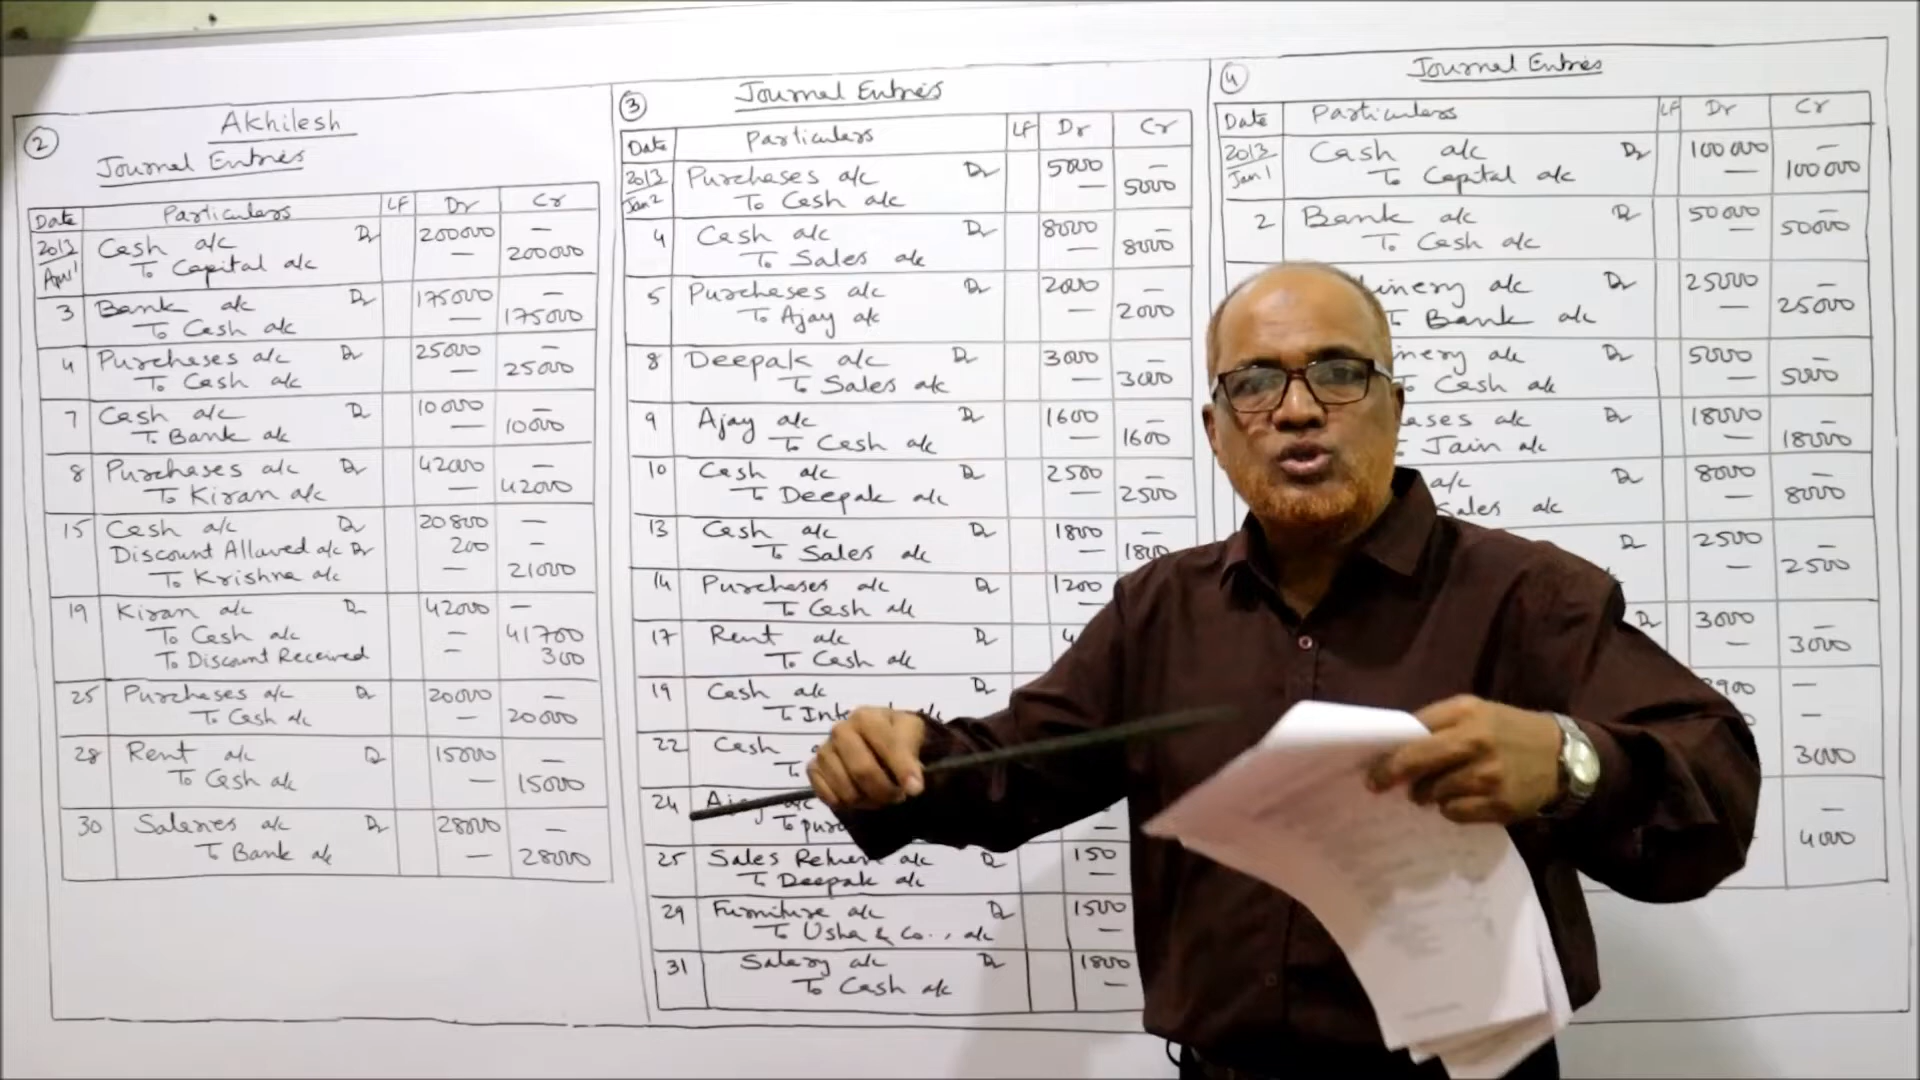 2
Akhilesh
Journal Entries
Date Particulars LF Dr Cr
2013 Cash a/c Dr 200000 —
Apr 1 To Capital a/c — 200000
3 Bank a/c Dr 175000 —
To Cash a/c — 175000
4 Purchases a/c Dr 25000 —
To Cash a/c — 25000
7 Cash a/c Dr 10000 —
To Bank a/c — 10000
8 Purchases a/c Dr 42000 —
To Kiran a/c — 42000
15 Cash a/c Dr 20800 —
Discount Allowed a/c Dr 200 —
To Krishna a/c — 21000
19 Kiran a/c Dr 42000 —
To Cash a/c — 41700
To Discount Received — 300
25 Purchases a/c Dr 20000 —
To Cash a/c — 20000
28 Rent a/c Dr 15000 —
To Cash a/c — 15000
30 Salaries a/c Dr 28000 —
To Bank a/c — 28000
3 Journal Entries
Date Particulars LF Dr Cr
2013 Purchases a/c Dr 5000 —
Jan 2 To Cash a/c — 5000
4 Cash a/c Dr 8000 —
To Sales a/c — 8000
5 Purchases a/c Dr 2000 —
To Ajay a/c — 2000
8 Deepak a/c Dr 3000 —
To Sales a/c — 3000
9 Ajay a/c Dr 1600 —
To Cash a/c — 1600
10 Cash a/c Dr 2500 —
To Deepak a/c — 2500
13 Cash a/c Dr 1800 —
To Sales a/c — 1800
14 Purchases a/c Dr 1200
To Cash a/c —
17 Rent a/c Dr
To Cash a/c
19 Cash a/c Dr
To
22 Cash
To
24 Ajay a/c
To
25 Sales Return a/c Dr 150
To Deepak a/c —
29 Furniture a/c Dr 1500
To Usha & Co., a/c —
31 Salary a/c Dr 1800
To Cash a/c —
4 Journal Entries
Date Particulars LF Dr Cr
2013 Cash a/c Dr 100000 —
Jan 1 To Capital a/c — 100000
2 Bank a/c Dr 50000 —
To Cash a/c — 50000
a/c Dr 25000 —
Bank a/c — 25000
a/c Dr 5000 —
To Cash a/c — 5000
a/c Dr 18000 —
Jain a/c — 18000
a/c Dr 8000 —
Sales a/c — 8000
Dr 2500 —
— 2500
Dr 3000 —
— 3000
—
—
3000
—
4000